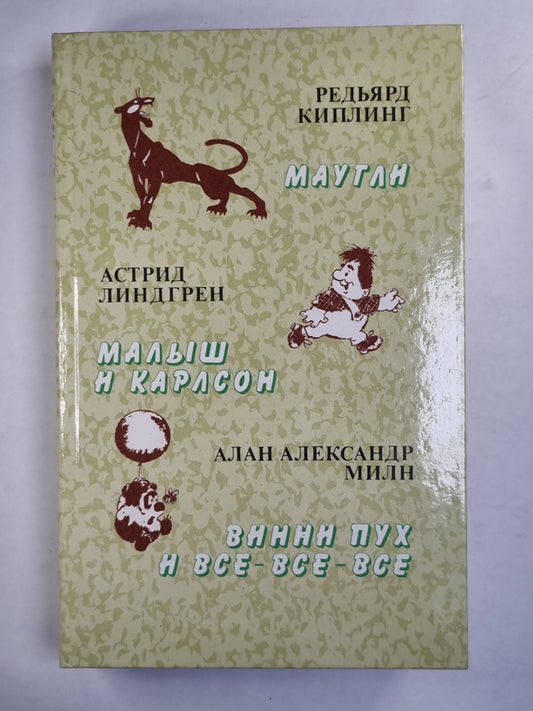 РЕДЬЯРД
КИПЛИНГ
МАУГЛИ
АСТРИД
ЛИНДГРЕН
МАЛЫШ
И КАРЛСОН
АЛАН АЛЕКСАНДР
МИЛН
ВИННИ ПУХ
И ВСЕ-ВСЕ-ВСЕ